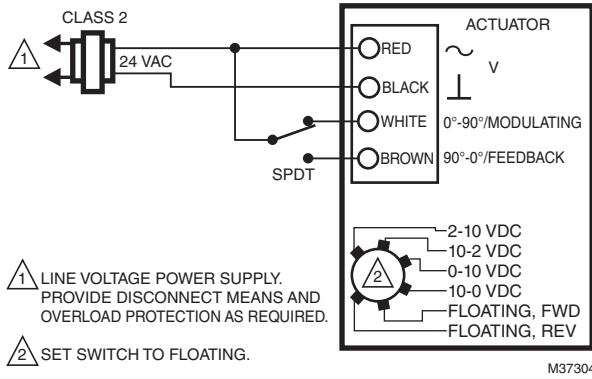 CLASS 2
ACTUATOR
1
24 VAC
RED
V
BLACK
WHITE
0°-90°/MODULATING
BROWN
90°-0°/FEEDBACK
SPDT
2-10 VDC
10-2 VDC
0-10 VDC
10-0 VDC
FLOATING, FWD
FLOATING, REV
2
1 LINE VOLTAGE POWER SUPPLY.
PROVIDE DISCONNECT MEANS AND
OVERLOAD PROTECTION AS REQUIRED.
2 SET SWITCH TO FLOATING.
M37304